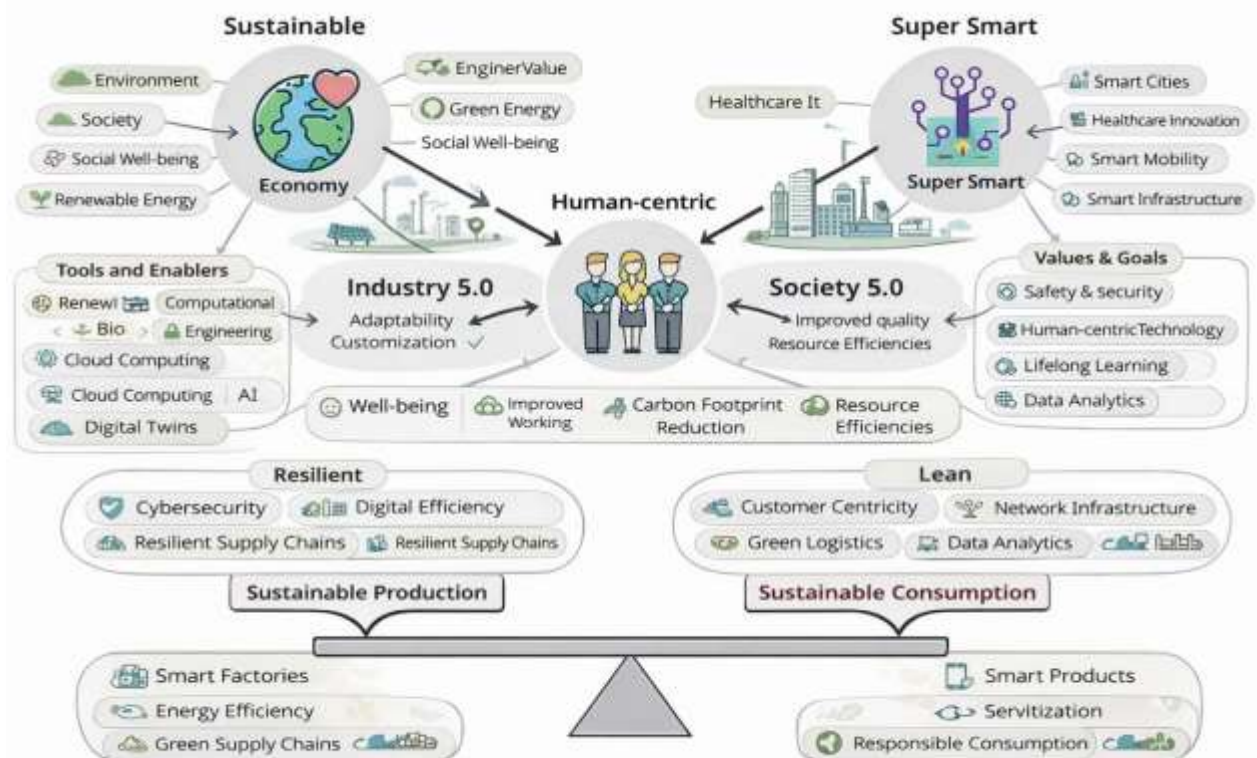 Sustainable
Super Smart
Environment
Society
Social Well-being
Renewable Energy
Economy
EnginerValue
Green Energy
Social Well-being
Healthcare It
Super Smart
Smart Cities
Healthcare Innovation
Smart Mobility
Smart Infrastructure
Human-centric
Tools and Enablers
Renewl
Computational
< Bio >
Engineering
Cloud Computing
Cloud Computing | AI
Digital Twins
Industry 5.0
Adaptability
Customization ✓
Society 5.0
Improved quality
Resource Efficiencies
Values & Goals
Safety & security
Human-centricTechnology
Lifelong Learning
Data Analytics
Well-being
Improved
Working
Carbon Footprint
Reduction
Resource
Efficiencies
Resilient
Cybersecurity
Digital Efficiency
Resilient Supply Chains
Resilient Supply Chains
Lean
Customer Centricity
Network Infrastructure
Green Logistics
Data Analytics
Sustainable Production
Sustainable Consumption
Smart Factories
Energy Efficiency
Green Supply Chains
Smart Products
Servitization
Responsible Consumption